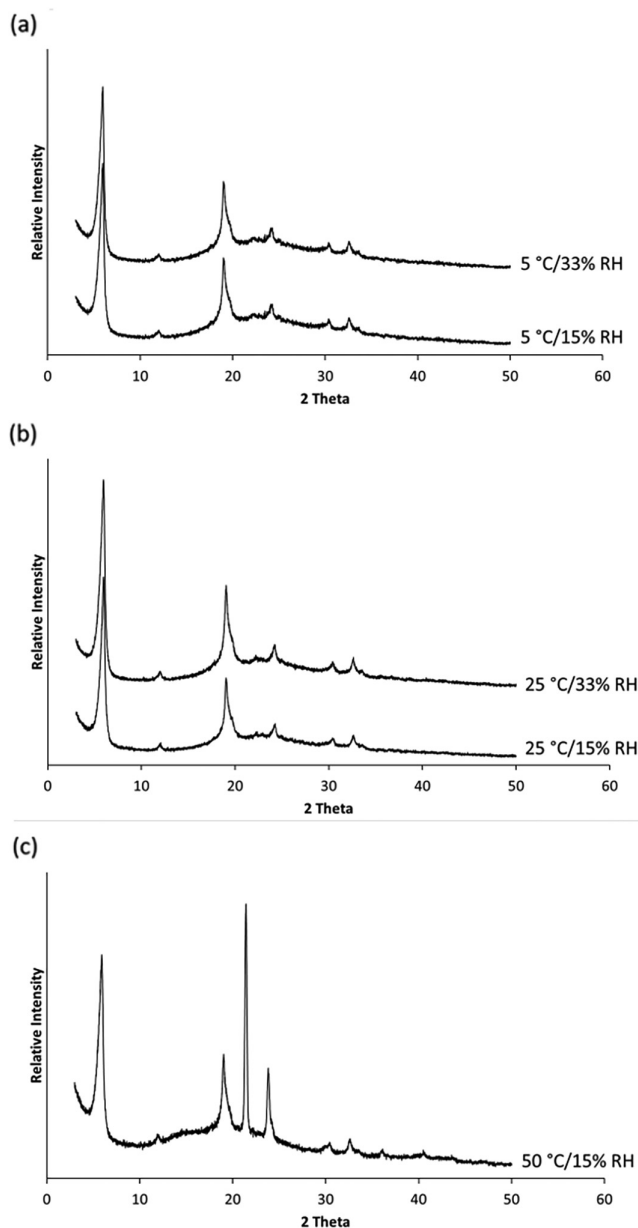 (a)
Relative Intensity
5 °C/33% RH
5 °C/15% RH
0 10 20 30 40 50 60
2 Theta
(b)
Relative Intensity
25 °C/33% RH
25 °C/15% RH
0 10 20 30 40 50 60
2 Theta
(c)
Relative Intensity
50 °C/15% RH
0 10 20 30 40 50 60
2 Theta